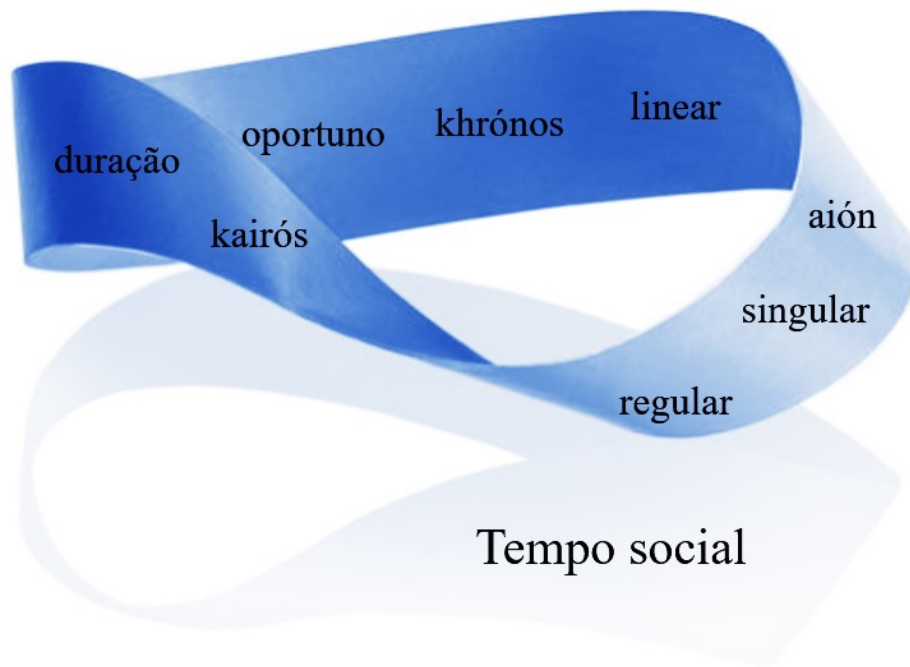 linear
khrónos
oportuno
duração
kairós
aión
singular
regular
Tempo social